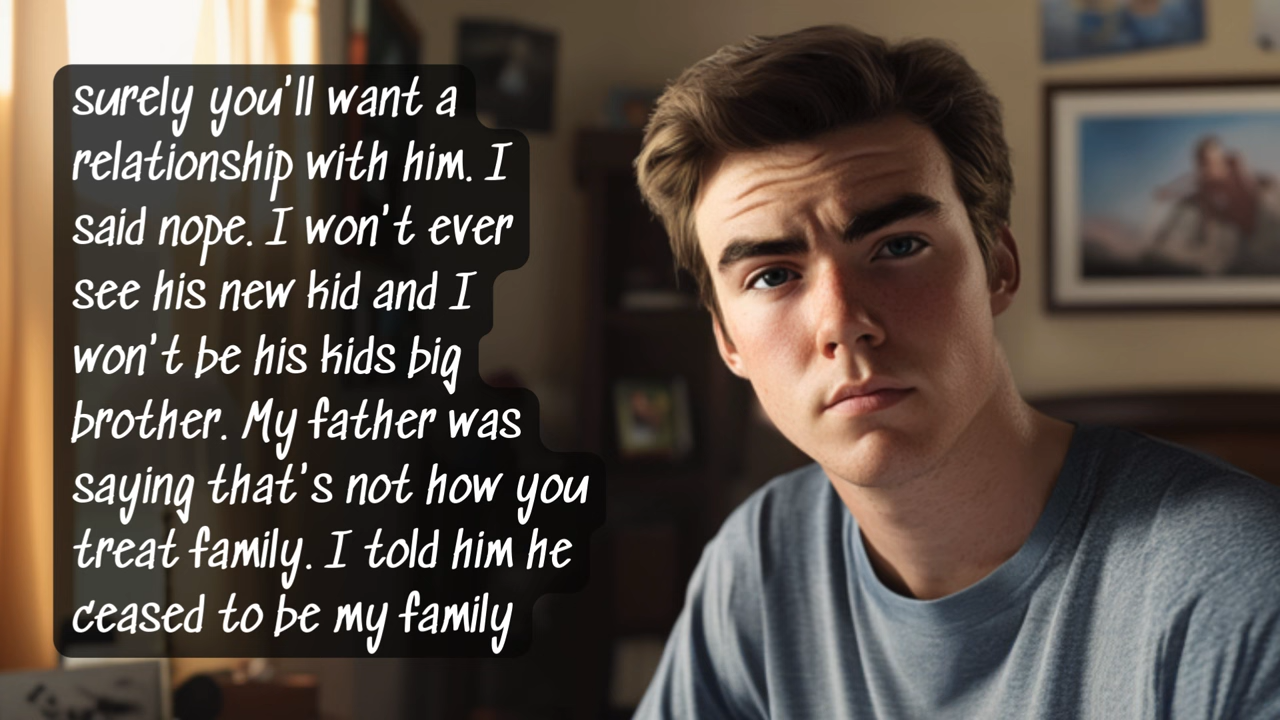 surely you'll want a
relationship with him. I
said nope. I won't ever
see his new kid and I
won't be his kids big
brother. My father was
saying that's not how you
treat family. I told him he
ceased to be my family